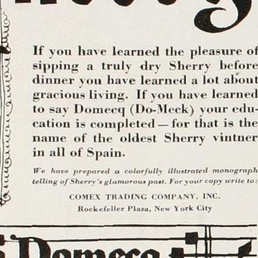 If you have learned the pleasure of
sipping a truly dry Sherry before
dinner you have learned a lot about
gracious living. If you have learned
to say Domecq (Do-Meek) your edu-
cation is completed—for that is the
name of the oldest Sherry vintner
in all of Spain.
We have prepared a colorfully illustrated monograph
telling of Sherry's glamorous past. For your copy write to:
COMEX TRADING COMPANY, INC.
Rockefeller Plaza, New York City
Domecq